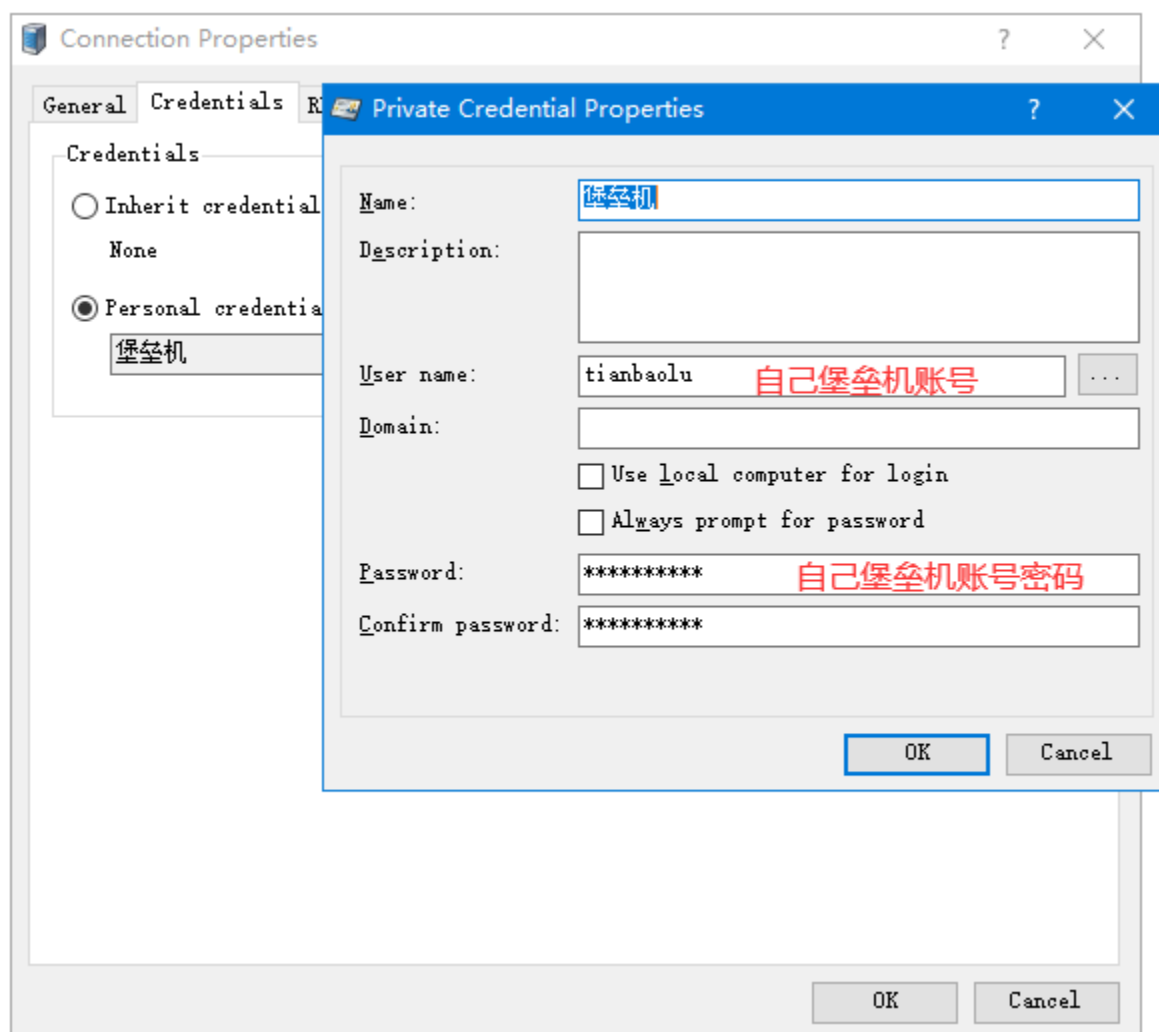 Connection Properties
General
Credentials
Private Credential Properties
Credentials
Inherit credential
None
Personal credentia
堡垒机
Name:
堡垒机
Description:
User name:
tianbaolu
自己堡垒机账号
...
Domain:
Use local computer for login
Always prompt for password
Password:
**********
自己堡垒机账号密码
Confirm password:
**********
OK
Cancel
OK
Cancel